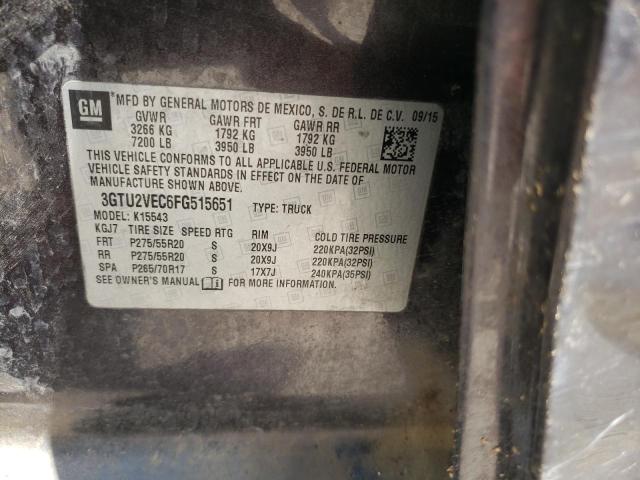 GM
MFD BY GENERAL MOTORS DE MEXICO, S. DE R.L. DE C.V. 09/15
GVWR GAWR FRT GAWR RR
3266 KG 1792 KG 1792 KG
7200 LB 3950 LB 3950 LB
THIS VEHICLE CONFORMS TO ALL APPLICABLE U.S. FEDERAL MOTOR
VEHICLE SAFETY STANDARDS IN EFFECT ON THE DATE OF
MANUFACTURE SHOWN ABOVE.
3GTU2VEC6FG515651 TYPE: TRUCK
MODEL: K15543
KGJ7 TIRE SIZE SPEED RTG RIM COLD TIRE PRESSURE
FRT P275/55R20 S 20X9J 220KPA(32PSI)
RR P275/55R20 S 20X9J 220KPA(32PSI)
SPA P265/70R17 S 17X7J 240KPA(35PSI)
SEE OWNER'S MANUAL FOR MORE INFORMATION.